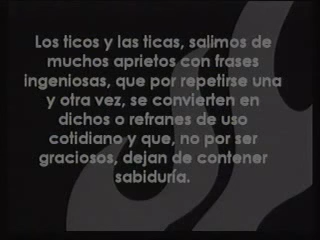 Los ticos y las ticas, salimos de
muchos aprietos con frases
ingeniosas, que por repetirse una
y otra vez, se convierten en
dichos o refranes de uso
cotidiano y que, no por ser
graciosos, dejan de contener
sabiduría.